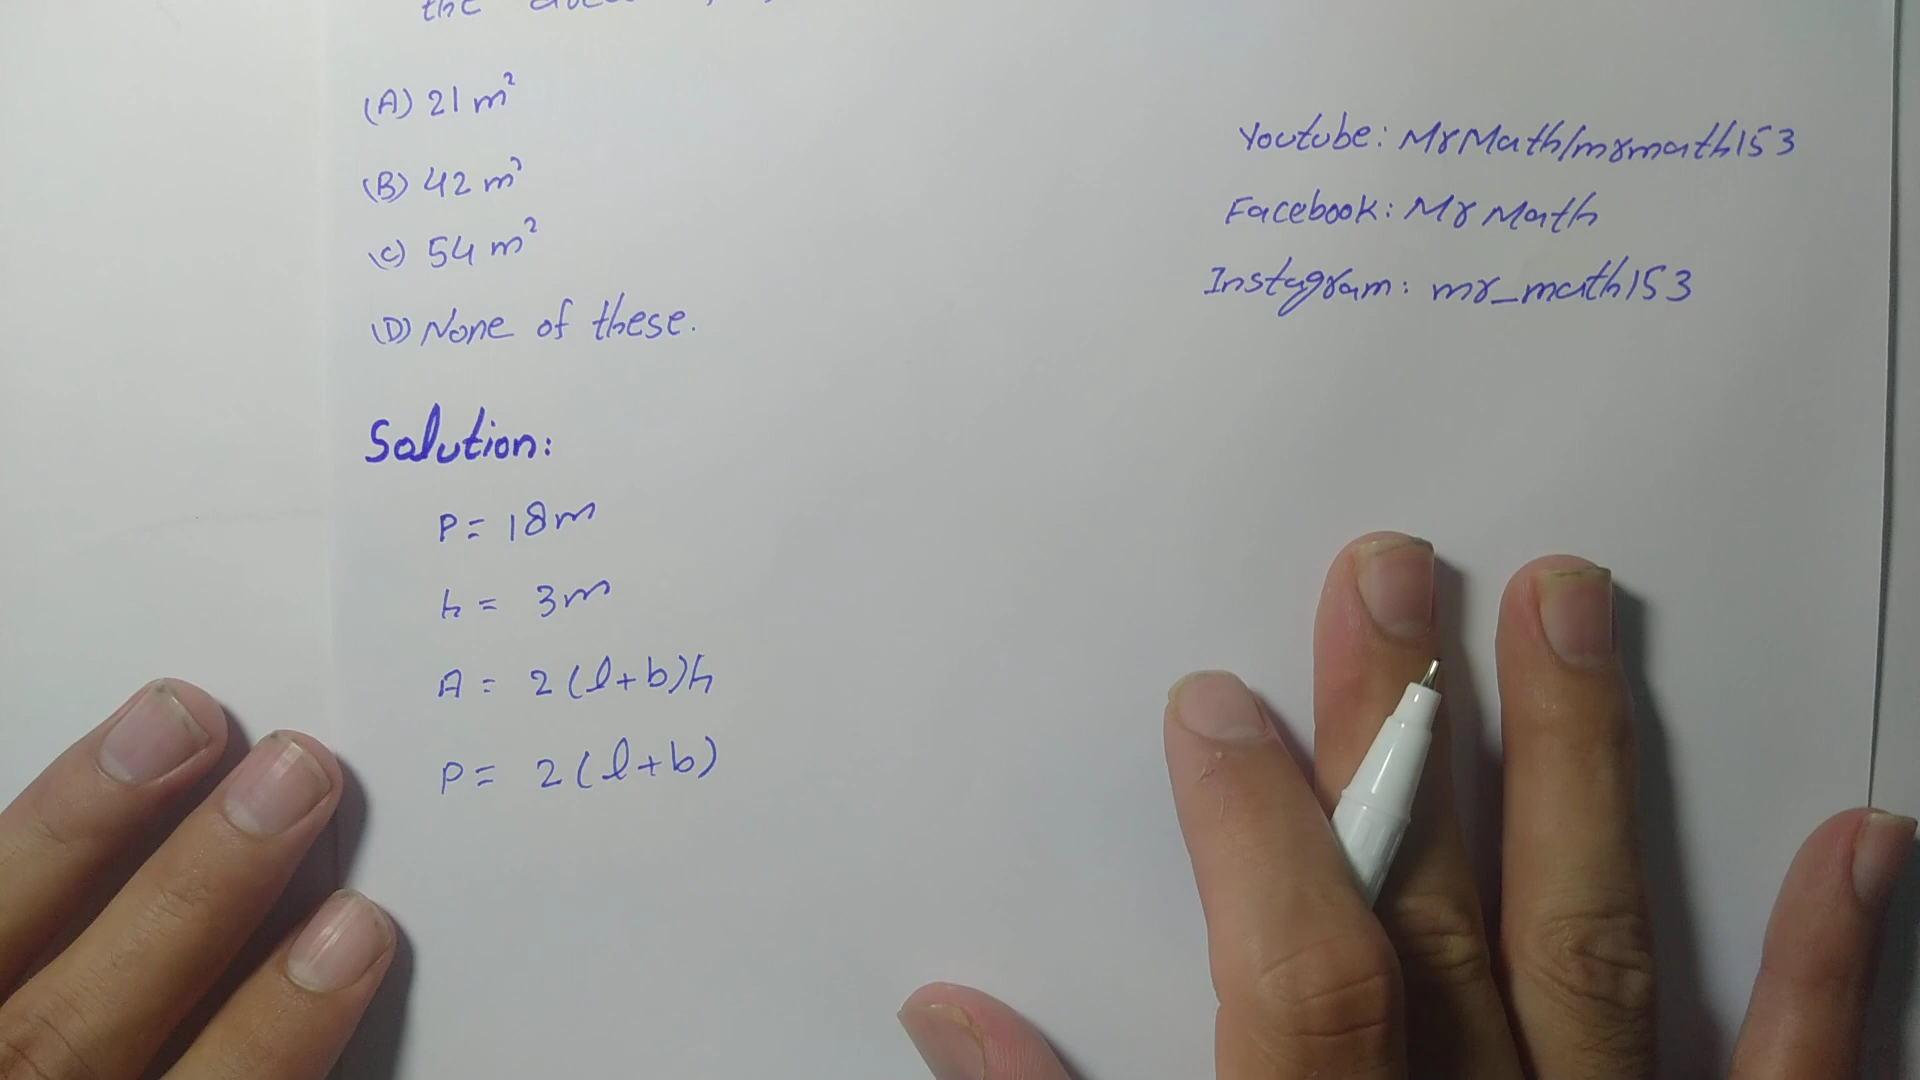 the
(A) 21 m²
(B) 42 m²
(C) 54 m²
(D) None of these.
Youtube: MrMath/mrmath153
Facebook: Mr Math
Instagram: mr_math153
Solution:
P = 18m
h = 3m
A = 2(l+b)h
P = 2(l+b)